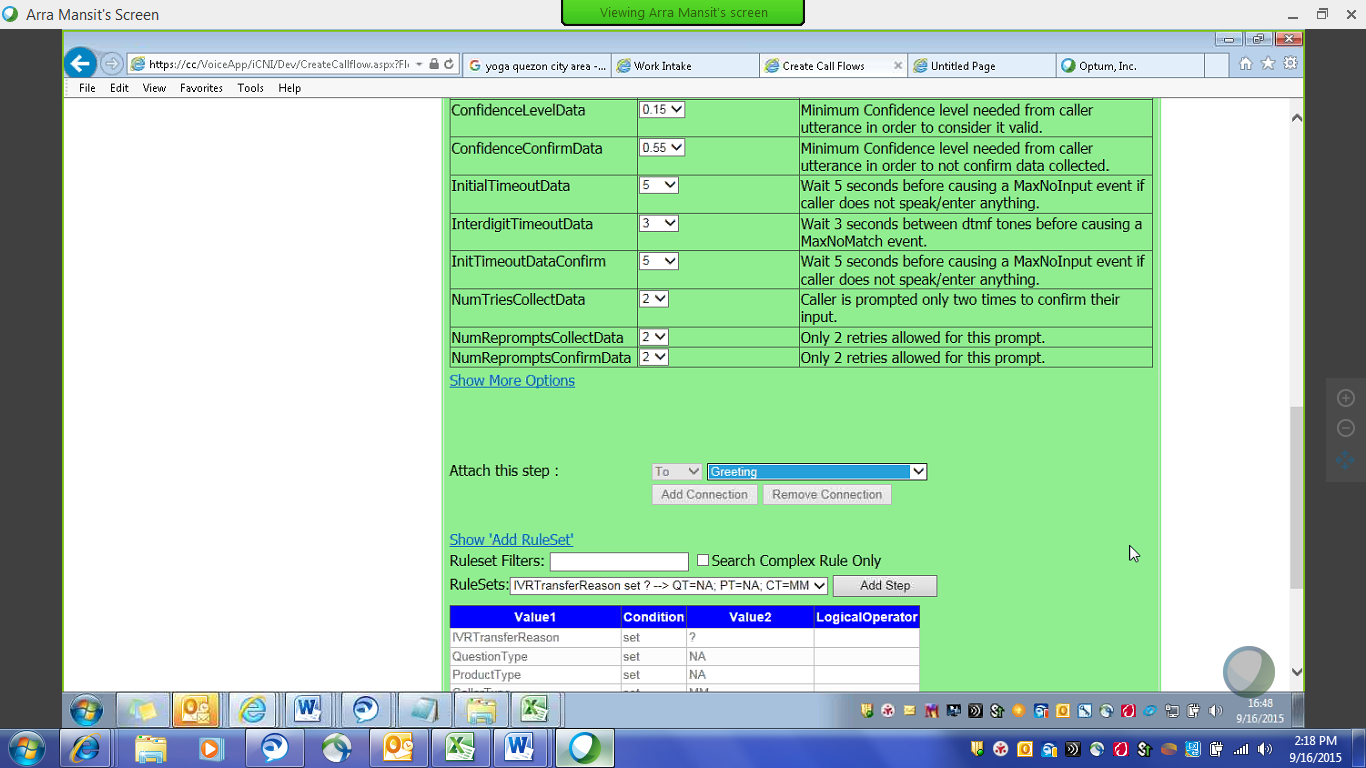 Arra Mansit's Screen
Viewing Arra Mansit's screen
https://cc/VoiceApp/iCNI/Dev/CreateCallflow.aspx?Fl
yoga quezon city area -...
Work Intake
Create Call Flows
Untitled Page
Optum, Inc.
File Edit View Favorites Tools Help
ConfidenceLevelData 0.15 Minimum Confidence level needed from caller
utterance in order to consider it valid.
ConfidenceConfirmData 0.55 Minimum Confidence level needed from caller
utterance in order to not confirm data collected.
InitialTimeoutData 5 Wait 5 seconds before causing a MaxNoInput event if
caller does not speak/enter anything.
InterdigitTimeoutData 3 Wait 3 seconds between dtmf tones before causing a
MaxNoMatch event.
InitTimeoutDataConfirm 5 Wait 5 seconds before causing a MaxNoInput event if
caller does not speak/enter anything.
NumTriesCollectData 2 Caller is prompted only two times to confirm their
input.
NumRepromptsCollectData 2 Only 2 retries allowed for this prompt.
NumRepromptsConfirmData 2 Only 2 retries allowed for this prompt.
Show More Options
Attach this step : To Greeting
Add Connection Remove Connection
Show 'Add RuleSet'
Ruleset Filters: Search Complex Rule Only
RuleSets: IVRTransferReason set ? --> QT=NA; PT=NA; CT=MM Add Step
Value1 Condition Value2 LogicalOperator
IVRTransferReason set ?
QuestionType set NA
ProductType set NA
16:48
9/16/2015
2:18 PM
9/16/2015